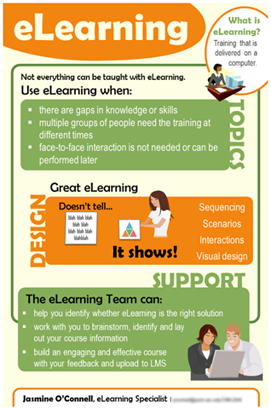 eLearning
What is
eLearning?
Training that is
delivered on a
computer.
Not everything can be taught with eLearning.
Use eLearning when:
there are gaps in knowledge or skills
multiple groups of people need the training at
different times
face-to-face interaction is not needed or can be
performed later
TOPICS
DESIGN
Great eLearning
Doesn't tell...
blah blah blah
blah blah blah
blah blah blah
blahblah
It shows!
Sequencing
Scenarios
Interactions
Visual design
SUPPORT
The eLearning Team can:
help you identify whether eLearning is the right solution
work with you to brainstorm, identify and lay
out your course information
build an engaging and effective course
with your feedback and upload to LMS
Jasmine O'Connell, eLearning Specialist |